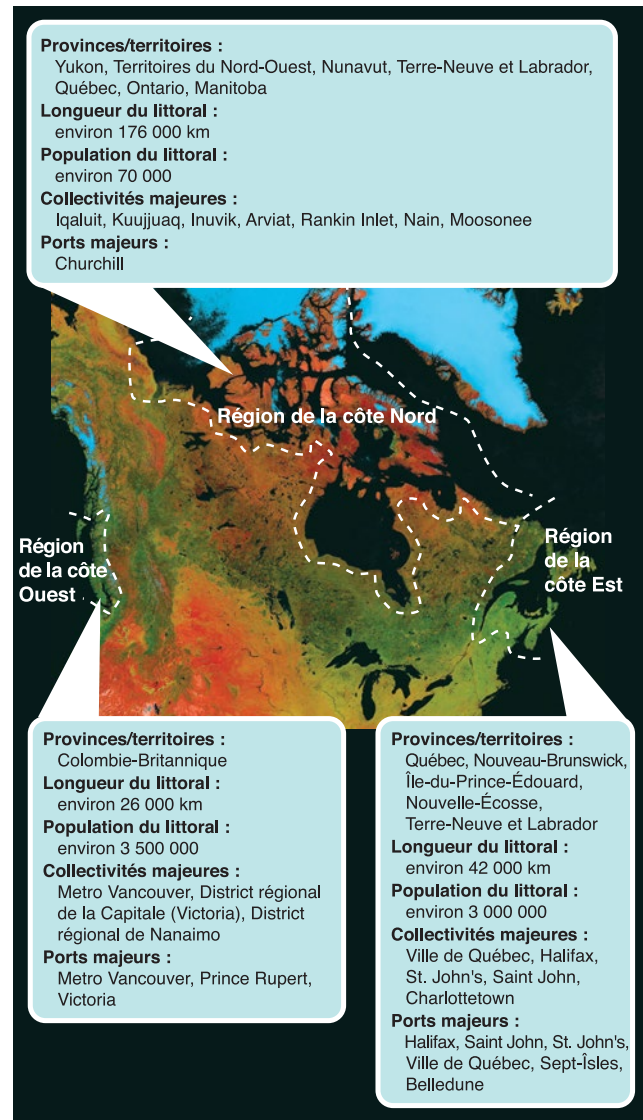 Provinces/territoires :
Yukon, Territoires du Nord-Ouest, Nunavut, Terre-Neuve et Labrador,
Québec, Ontario, Manitoba
Longueur du littoral :
environ 176 000 km
Population du littoral :
environ 70 000
Collectivités majeures :
Iqaluit, Kuujjuaq, Inuvik, Arviat, Rankin Inlet, Nain, Moosonee
Ports majeurs :
Churchill
Région de la côte Nord
Région
de la côte
Ouest
Région
de la
côte Est
Provinces/territoires :
Colombie-Britannique
Longueur du littoral :
environ 26 000 km
Population du littoral :
environ 3 500 000
Collectivités majeures :
Metro Vancouver, District régional
de la Capitale (Victoria), District
régional de Nanaimo
Ports majeurs :
Metro Vancouver, Prince Rupert,
Victoria
Provinces/territoires :
Québec, Nouveau-Brunswick,
Île-du-Prince-Édouard,
Nouvelle-Écosse,
Terre-Neuve et Labrador
Longueur du littoral :
environ 42 000 km
Population du littoral :
environ 3 000 000
Collectivités majeures :
Ville de Québec, Halifax,
St. John's, Saint John,
Charlottetown
Ports majeurs :
Halifax, Saint John, St. John's,
Ville de Québec, Sept-Îsles,
Belledune